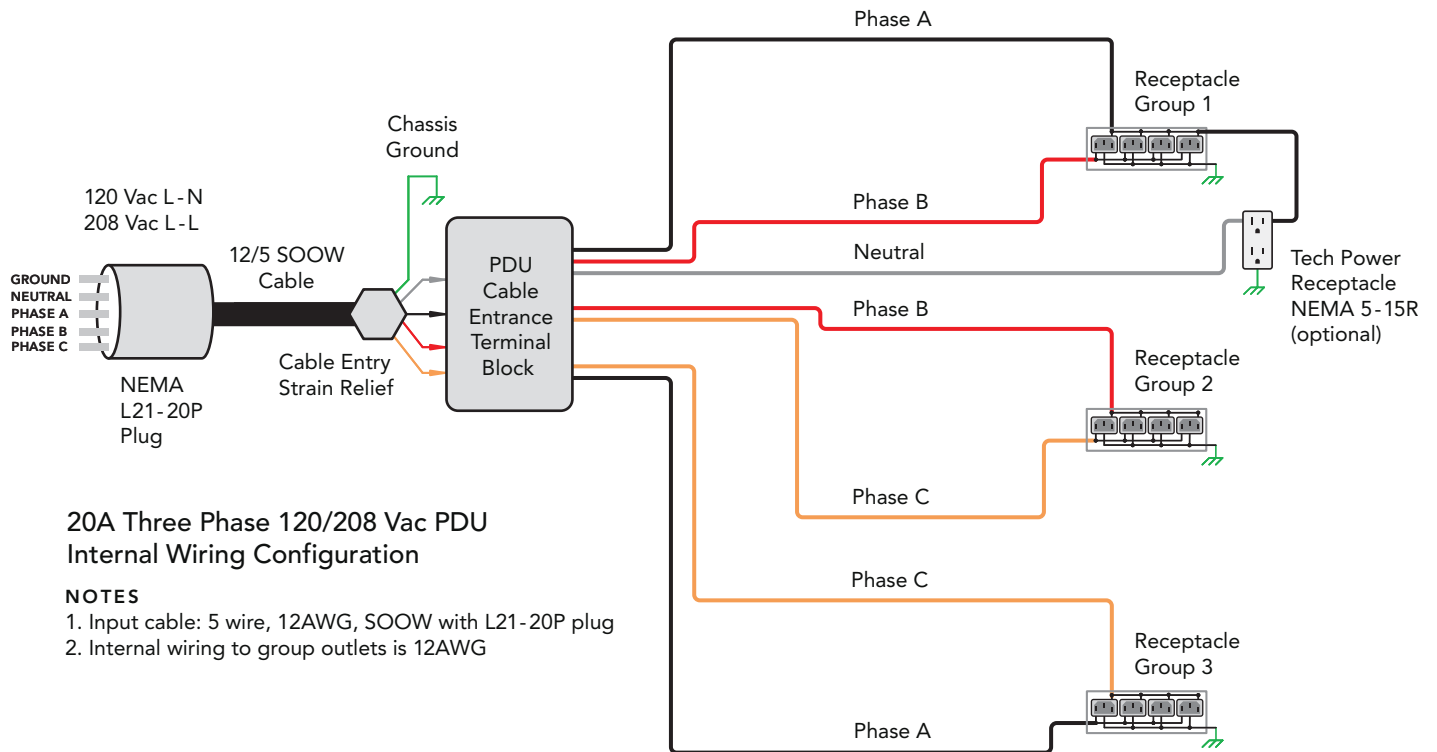 Phase A
Receptacle
Group 1
Chassis
Ground
120 Vac L-N
208 Vac L-L
Phase B
12/5 SOOW
Cable
Neutral
GROUND
NEUTRAL
PHASE A
PHASE B
PHASE C
PDU
Cable
Entrance
Terminal
Block
Tech Power
Receptacle
NEMA 5-15R
(optional)
Phase B
Cable Entry
Strain Relief
NEMA
L21-20P
Plug
Receptacle
Group 2
Phase C
20A Three Phase 120/208 Vac PDU
Internal Wiring Configuration
NOTES
1. Input cable: 5 wire, 12AWG, SOOW with L21-20P plug
2. Internal wiring to group outlets is 12AWG
Phase C
Receptacle
Group 3
Phase A